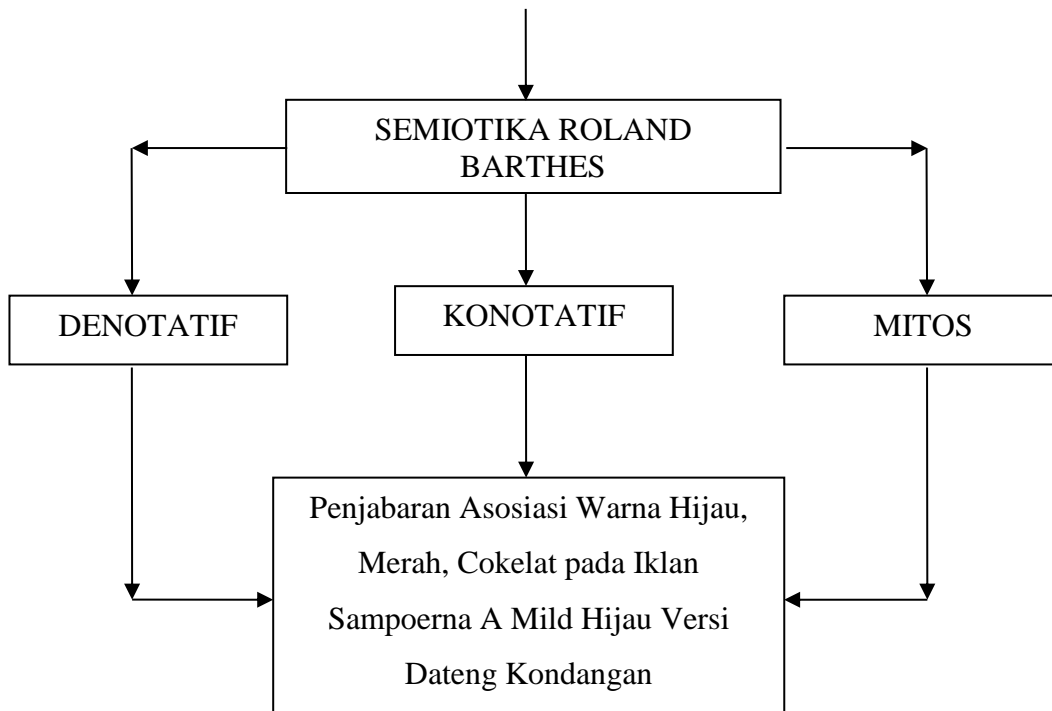 SEMIOTIKA ROLAND
BARTHES
DENOTATIF
KONOTATIF
MITOS
Penjabaran Asosiasi Warna Hijau,
Merah, Cokelat pada Iklan
Sampoerna A Mild Hijau Versi
Dateng Kondangan